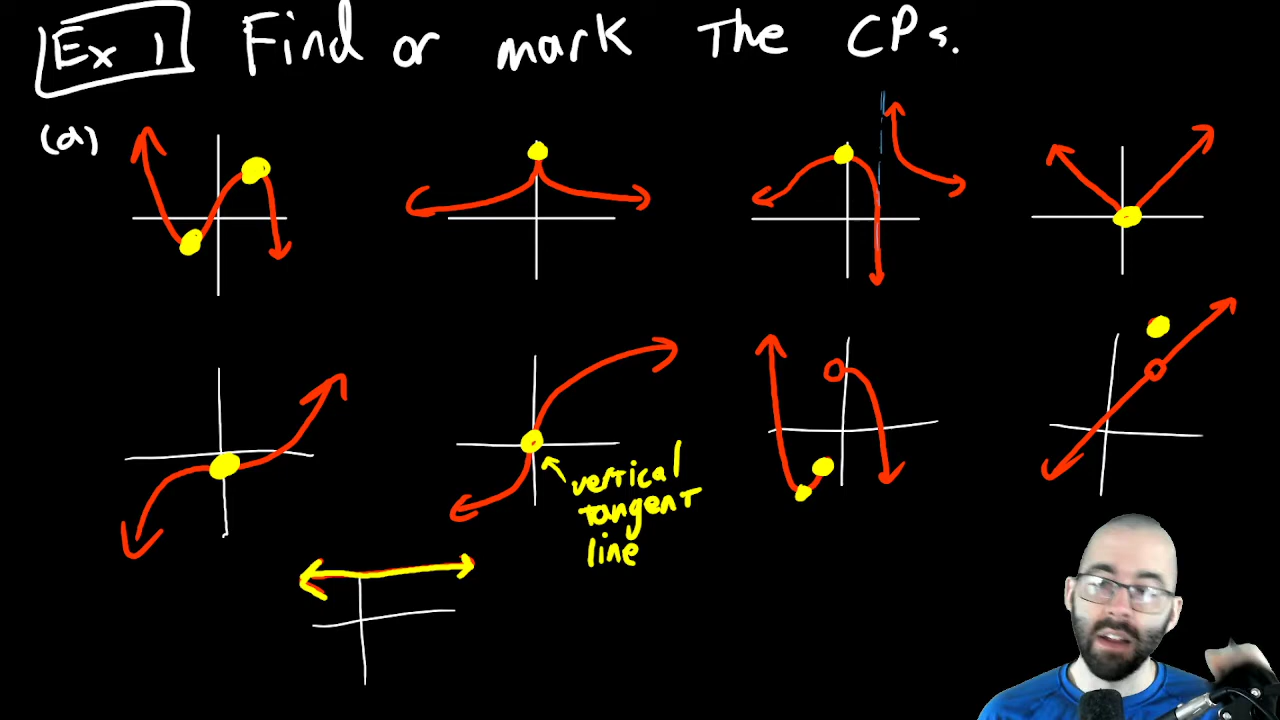 Ex 1 Find or mark The CPs.
(a)
vertical
Tangent
line